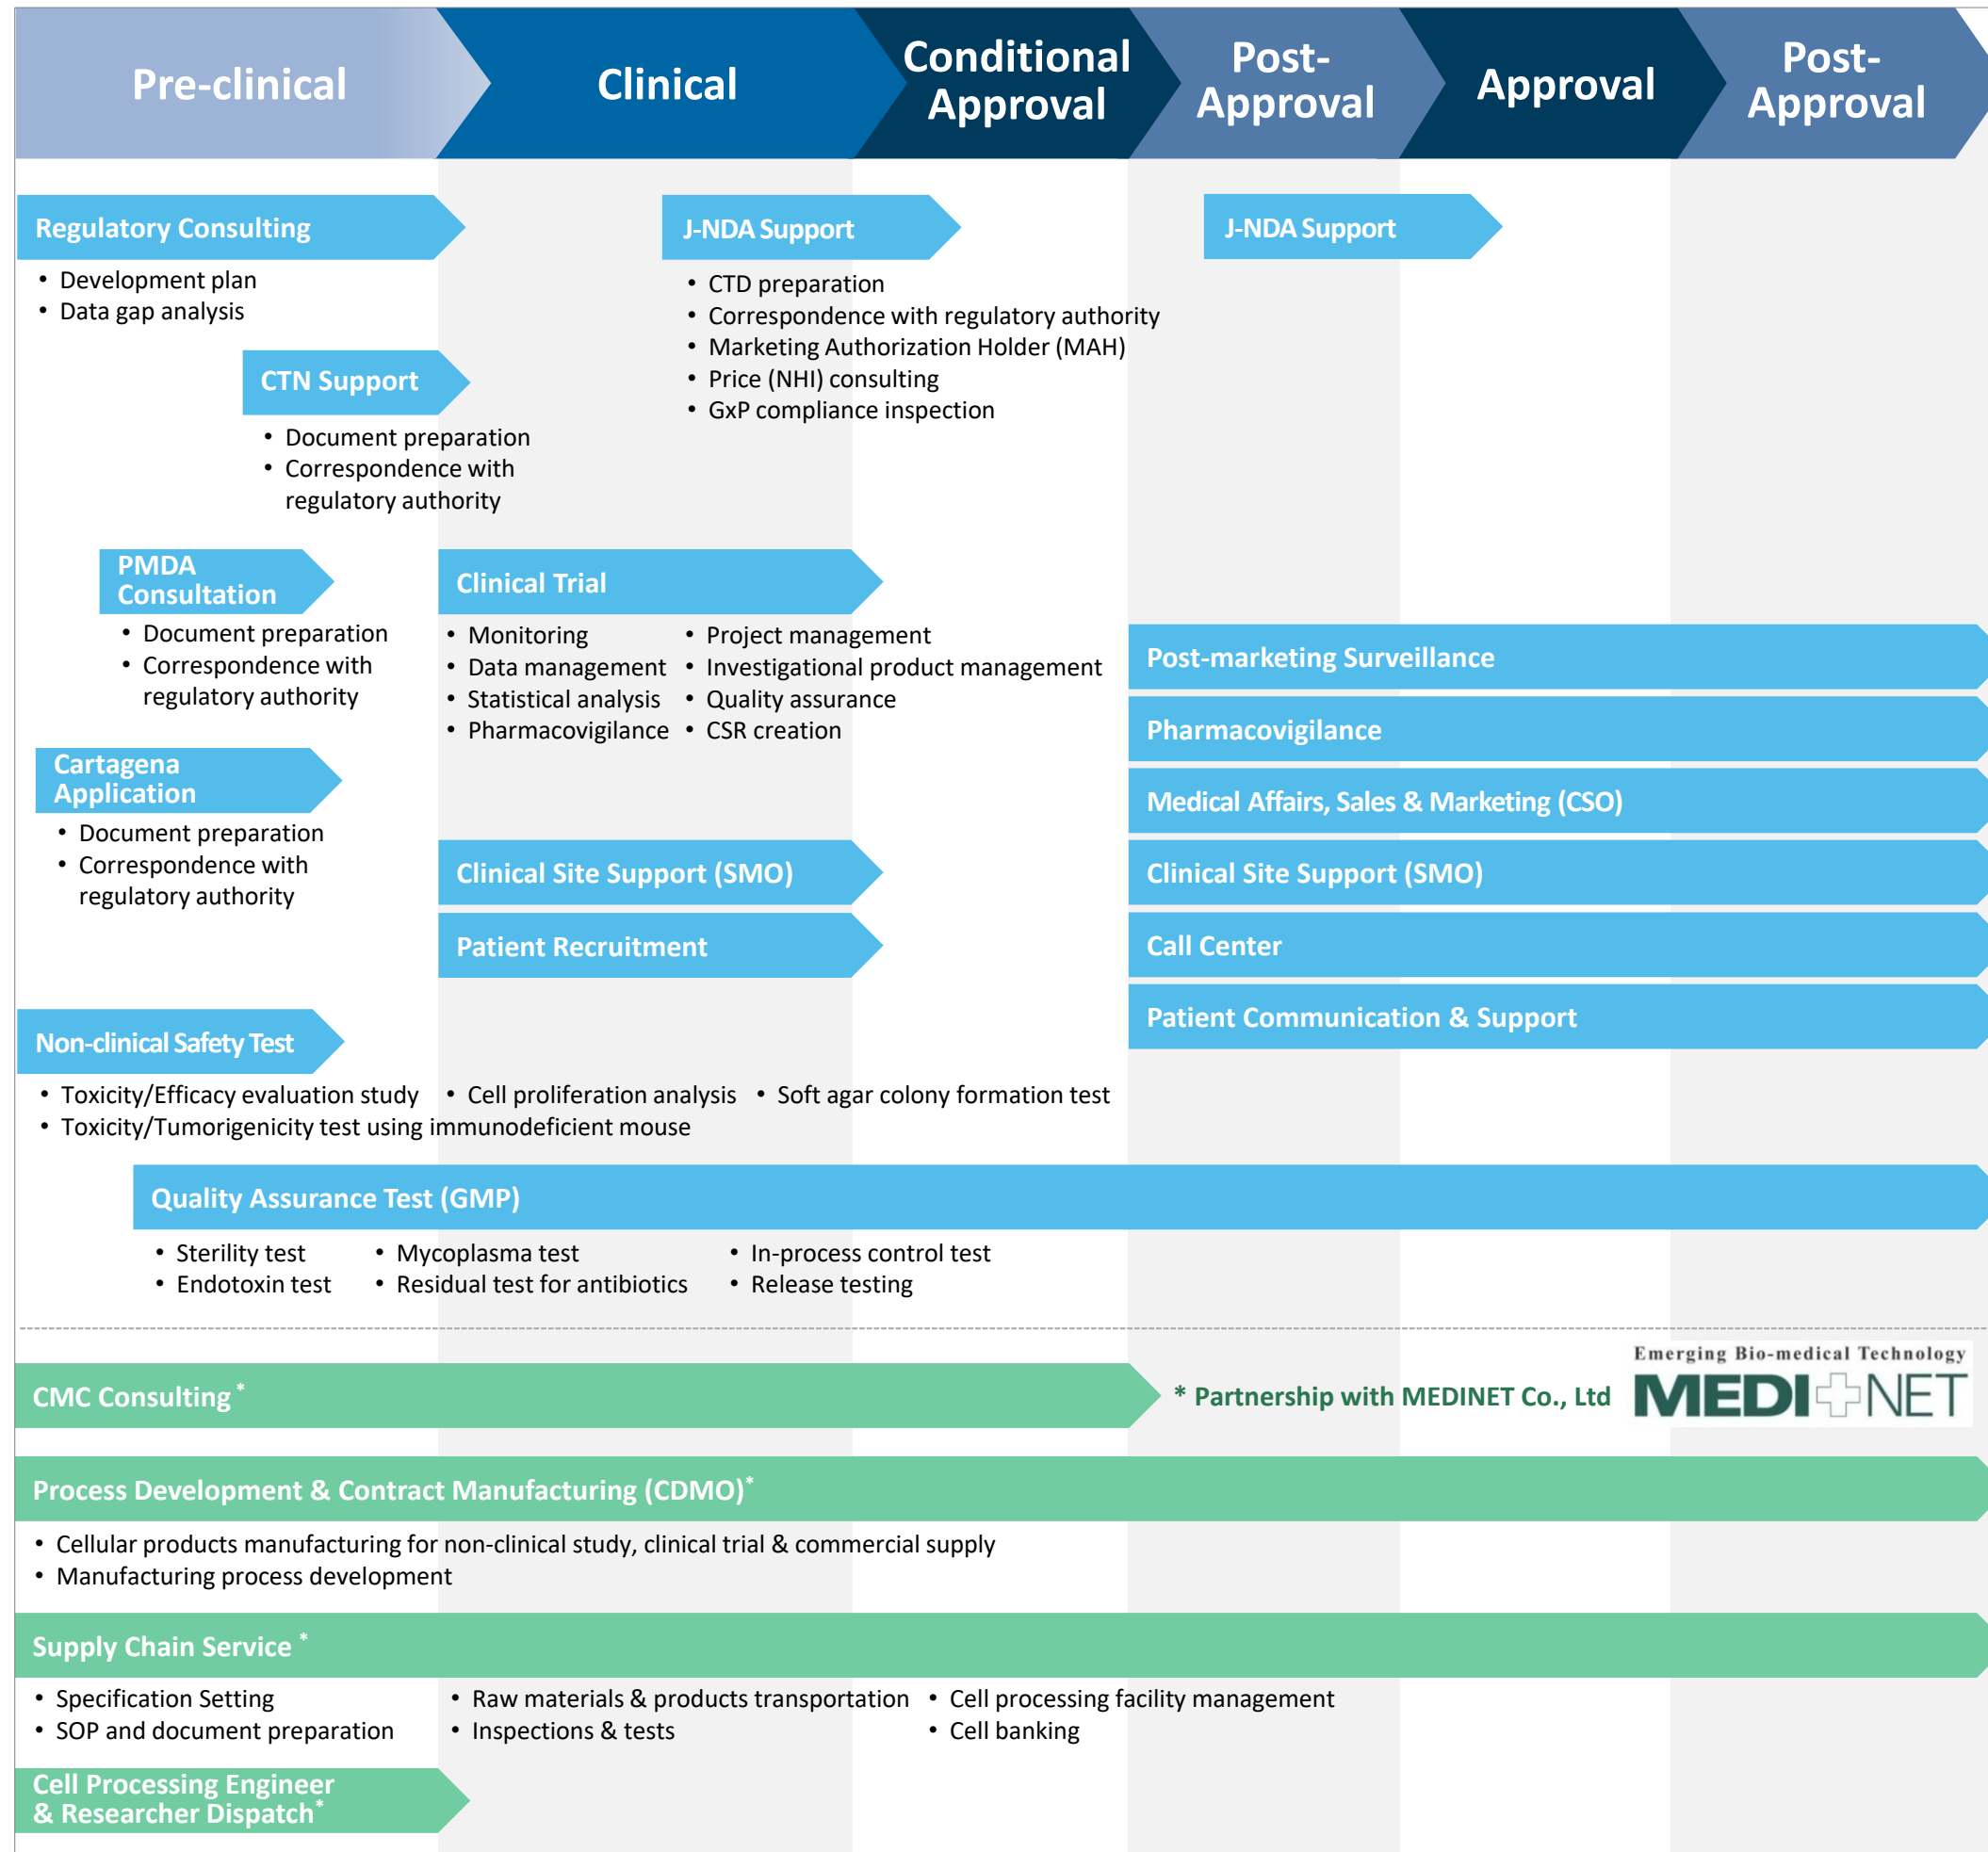 Pre-clinical
Clinical
Conditional
Approval
Post-
Approval
Approval
Post-
Approval
Regulatory Consulting
• Development plan
• Data gap analysis
J-NDA Support
• CTD preparation
• Correspondence with regulatory authority
• Marketing Authorization Holder (MAH)
• Price (NHI) consulting
• GxP compliance inspection
J-NDA Support
CTN Support
• Document preparation
• Correspondence with
regulatory authority
PMDA
Consultation
• Document preparation
• Correspondence with
regulatory authority
Clinical Trial
• Monitoring
• Data management
• Statistical analysis
• Pharmacovigilance
• Project management
• Investigational product management
• Quality assurance
• CSR creation
Cartagena
Application
• Document preparation
• Correspondence with
regulatory authority
Clinical Site Support (SMO)
Patient Recruitment
Post-marketing Surveillance
Pharmacovigilance
Medical Affairs, Sales & Marketing (CSO)
Clinical Site Support (SMO)
Call Center
Patient Communication & Support
Non-clinical Safety Test
• Toxicity/Efficacy evaluation study • Cell proliferation analysis • Soft agar colony formation test
• Toxicity/Tumorigenicity test using immunodeficient mouse
Quality Assurance Test (GMP)
• Sterility test • Mycoplasma test • In-process control test
• Endotoxin test • Residual test for antibiotics • Release testing
CMC Consulting *
* Partnership with MEDINET Co., Ltd
Emerging Bio-medical Technology
MEDINET
Process Development & Contract Manufacturing (CDMO)*
• Cellular products manufacturing for non-clinical study, clinical trial & commercial supply
• Manufacturing process development
Supply Chain Service *
• Specification Setting • Raw materials & products transportation • Cell processing facility management
• SOP and document preparation • Inspections & tests • Cell banking
Cell Processing Engineer
& Researcher Dispatch*